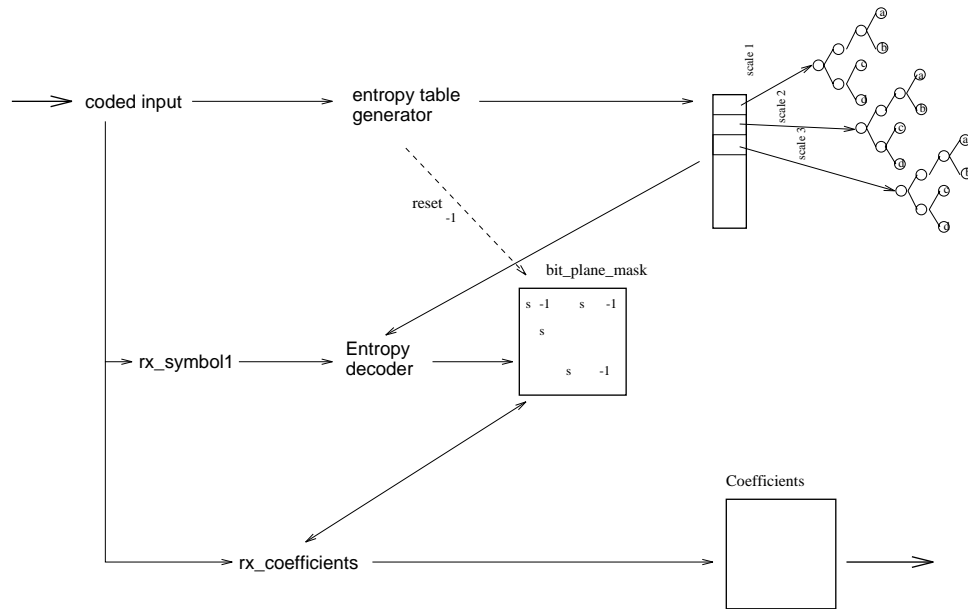 scale 1
a
b
c
d
coded input
entropy table
generator
scale 2
a
b
c
d
scale 3
a
b
c
d
reset
-1
bit_plane_mask
s -1 s -1
s
s -1
rx_symbol1
Entropy
decoder
Coefficients
rx_coefficients